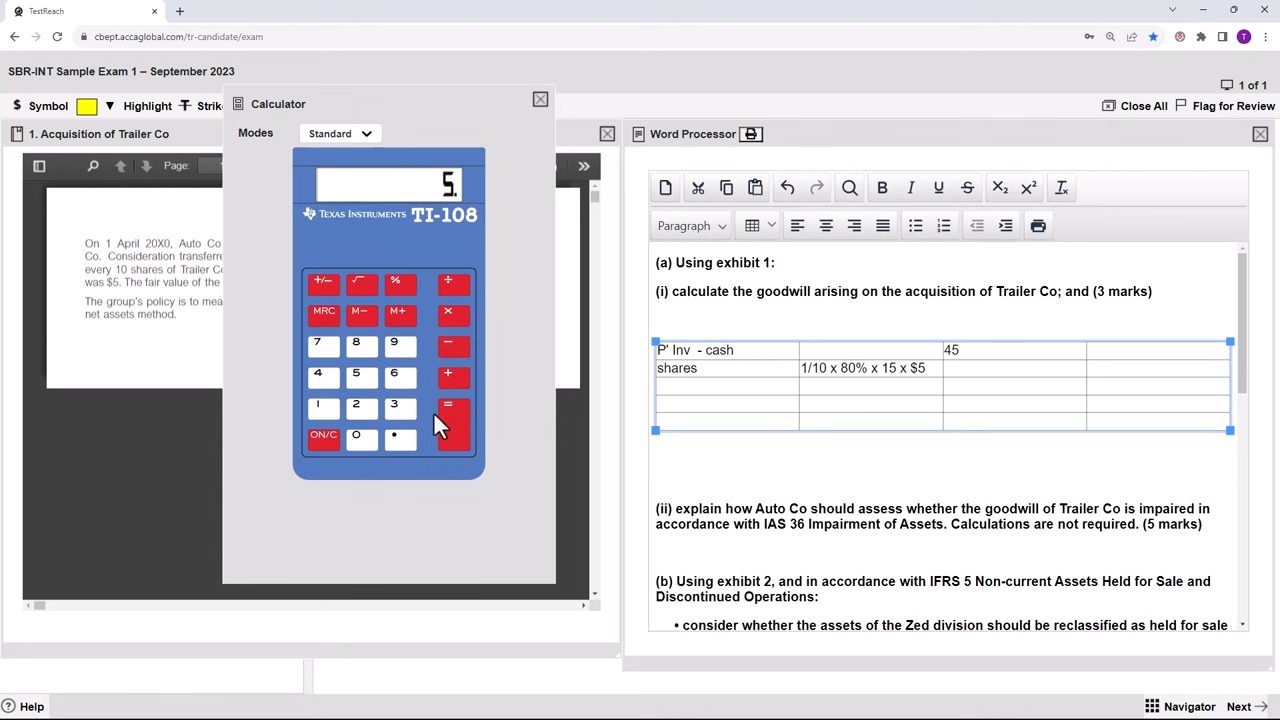 TestReach
cbept.accaglobal.com/tr-candidate/exam
T
SBR-INT Sample Exam 1 – September 2023
1 of 1
$ Symbol Highlight T Strik
Close All Flag for Review
1. Acquisition of Trailer Co
Page:
On 1 April 20X0, Auto Co
Co. Consideration transferre
every 10 shares of Trailer C
was $5. The fair value of the
The group's policy is to mea
net assets method.
Calculator
Modes Standard
5.
TEXAS INSTRUMENTS TI-108
+/− √ % ÷
MRC M− M+ ×
7 8 9 −
4 5 6 +
1 2 3 =
ON/C 0 •
Word Processor
B I U S X₂ X² Tx
Paragraph
(a) Using exhibit 1:
(i) calculate the goodwill arising on the acquisition of Trailer Co; and (3 marks)
P' Inv - cash 45
shares 1/10 x 80% x 15 x $5
(ii) explain how Auto Co should assess whether the goodwill of Trailer Co is impaired in
accordance with IAS 36 Impairment of Assets. Calculations are not required. (5 marks)
(b) Using exhibit 2, and in accordance with IFRS 5 Non-current Assets Held for Sale and
Discontinued Operations:
• consider whether the assets of the Zed division should be reclassified as held for sale
Help
Navigator Next